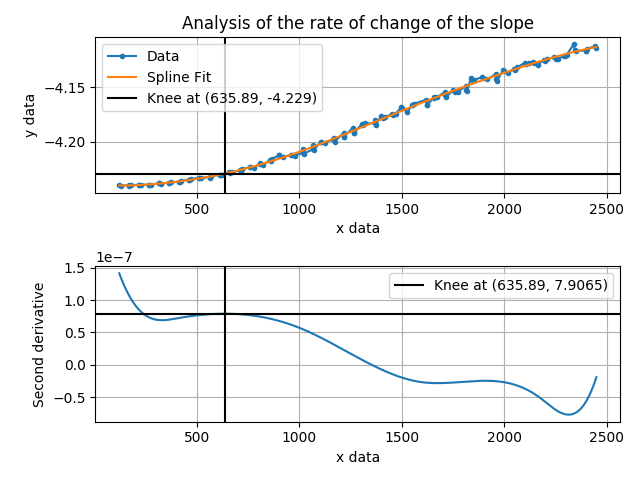 Analysis of the rate of change of the slope
Data
Spline Fit
Knee at (635.89, -4.229)
y data
−4.15
−4.20
500
1000
1500
2000
2500
x data
1e−7
Knee at (635.89, 7.9065)
Second derivative
1.5
1.0
0.5
0.0
−0.5
500
1000
1500
2000
2500
x data